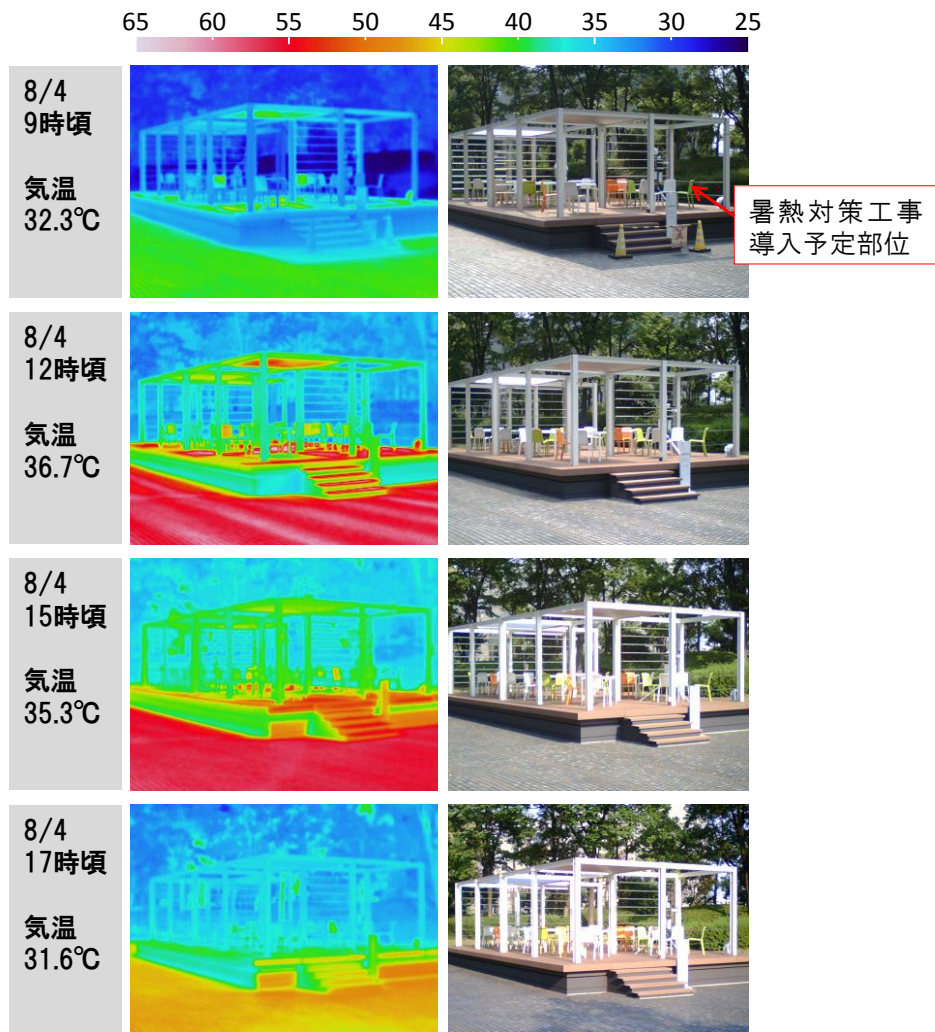 65 60 55 50 45 40 35 30 25
8/4
9時頃
気温
32.3℃
暑熱対策工事
導入予定部位
8/4
12時頃
気温
36.7℃
8/4
15時頃
気温
35.3℃
8/4
17時頃
気温
31.6℃